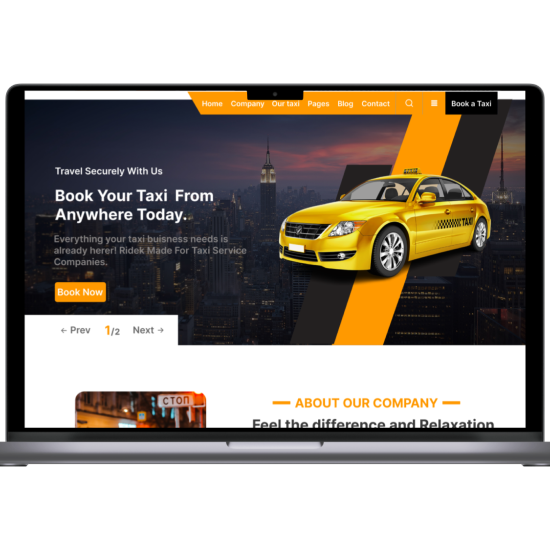 Home Company Our taxi Pages Blog Contact Book a Taxi
Travel Securely With Us
Book Your Taxi From
Anywhere Today.
Everything your taxi buisness needs is
already herer! Ridek Made For Taxi Service
Companies.
Book Now
TAXI
← Prev 1/2 Next →
СТОП
ABOUT OUR COMPANY
Feel the difference and Relaxation